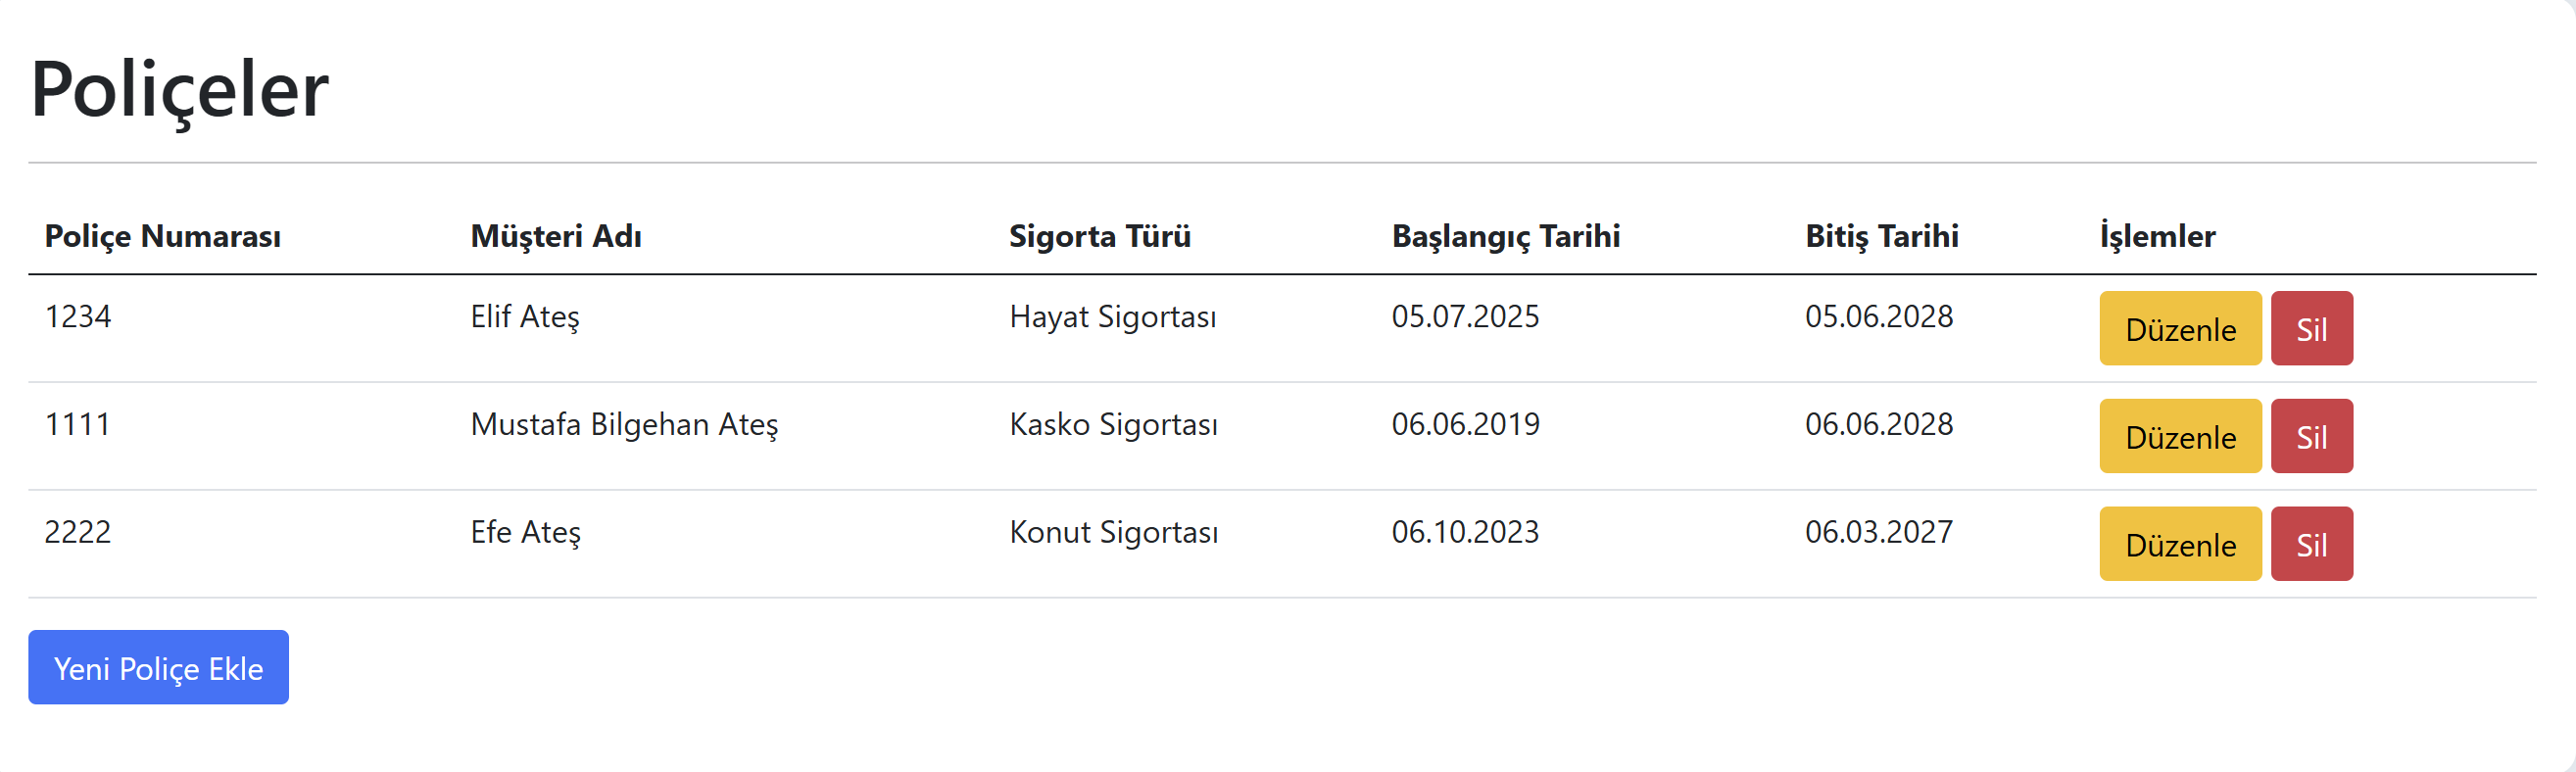 Poliçeler
Poliçe Numarası Müşteri Adı Sigorta Türü Başlangıç Tarihi Bitiş Tarihi İşlemler
1234 Elif Ateş Hayat Sigortası 05.07.2025 05.06.2028 Düzenle Sil
1111 Mustafa Bilgehan Ateş Kasko Sigortası 06.06.2019 06.06.2028 Düzenle Sil
2222 Efe Ateş Konut Sigortası 06.10.2023 06.03.2027 Düzenle Sil
Yeni Poliçe Ekle